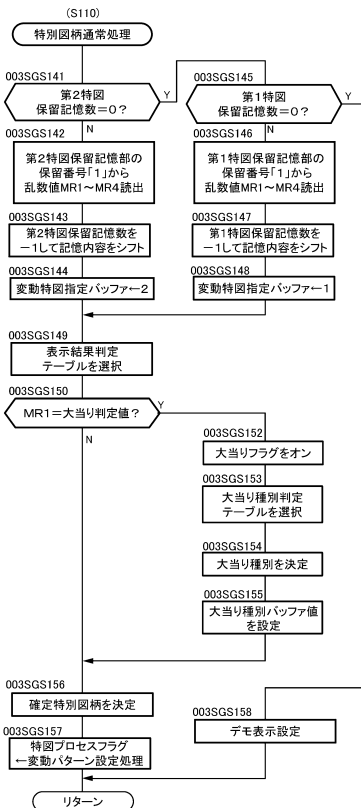 (S110)
特別図柄通常処理
003SGS141
第2特図
保留記憶数=0?
Y
N
003SGS142
第2特図保留記憶部の
保留番号「1」から
乱数値MR1~MR4読出
003SGS143
第2特図保留記憶数を
-1して記憶内容をシフト
003SGS144
変動特図指定バッファ←2
003SGS145
第1特図
保留記憶数=0?
Y
N
003SGS146
第1特図保留記憶部の
保留番号「1」から
乱数値MR1~MR4読出
003SGS147
第1特図保留記憶数を
-1して記憶内容をシフト
003SGS148
変動特図指定バッファ←1
003SGS149
表示結果判定
テーブルを選択
003SGS150
MR1=大当り判定値?
Y
N
003SGS152
大当りフラグをオン
003SGS153
大当り種別判定
テーブルを選択
003SGS154
大当り種別を決定
003SGS155
大当り種別バッファ値
を設定
003SGS156
確定特別図柄を決定
003SGS157
特図プロセスフラグ
←変動パターン設定処理
003SGS158
デモ表示設定
リターン